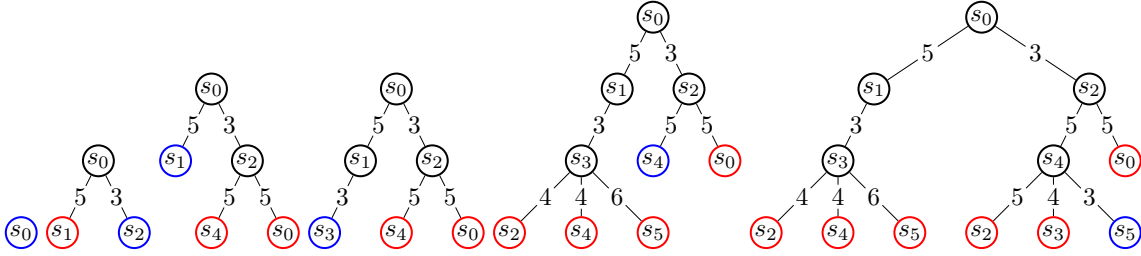 s₀
s₀
5 3
s₁ s₂
s₀
5 3
s₁ s₂
5 5
s₄ s₀
s₀
5 3
s₁ s₂
3 5 5
s₃ s₄ s₀
s₀
5 3
s₁ s₂
3 5 5
s₃ s₄ s₀
4 4 6
s₂ s₄ s₅
s₀
5 3
s₁ s₂
3 5 5
s₃ s₄ s₀
4 4 6 5 4 3
s₂ s₄ s₅ s₂ s₃ s₅